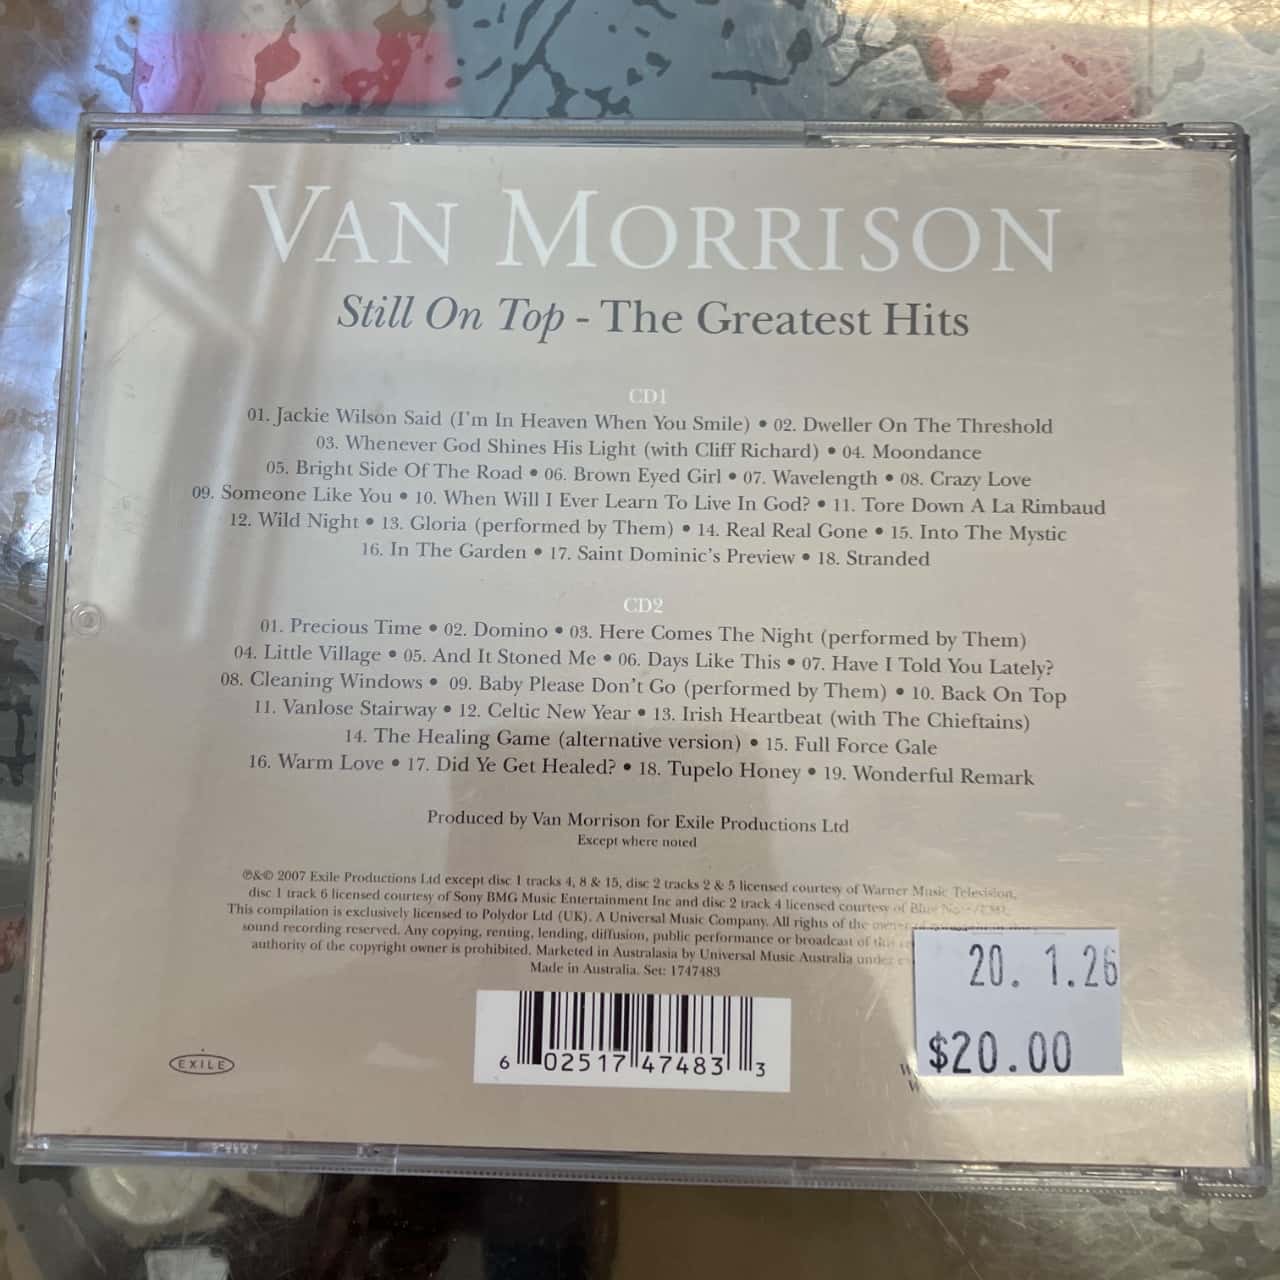 VAN MORRISON
Still On Top - The Greatest Hits
CD1
01. Jackie Wilson Said (I'm In Heaven When You Smile) • 02. Dweller On The Threshold
03. Whenever God Shines His Light (with Cliff Richard) • 04. Moondance
05. Bright Side Of The Road • 06. Brown Eyed Girl • 07. Wavelength • 08. Crazy Love
09. Someone Like You • 10. When Will I Ever Learn To Live In God? • 11. Tore Down A La Rimbaud
12. Wild Night • 13. Gloria (performed by Them) • 14. Real Real Gone • 15. Into The Mystic
16. In The Garden • 17. Saint Dominic's Preview • 18. Stranded
CD2
01. Precious Time • 02. Domino • 03. Here Comes The Night (performed by Them)
04. Little Village • 05. And It Stoned Me • 06. Days Like This • 07. Have I Told You Lately?
08. Cleaning Windows • 09. Baby Please Don't Go (performed by Them) • 10. Back On Top
11. Vanlose Stairway • 12. Celtic New Year • 13. Irish Heartbeat (with The Chieftains)
14. The Healing Game (alternative version) • 15. Full Force Gale
16. Warm Love • 17. Did Ye Get Healed? • 18. Tupelo Honey • 19. Wonderful Remark
Produced by Van Morrison for Exile Productions Ltd
Except where noted
℗&© 2007 Exile Productions Ltd except disc 1 tracks 4, 8 & 15, disc 2 tracks 2 & 5 licensed courtesy of Warner Music Television,
disc 1 track 6 licensed courtesy of Sony BMG Music Entertainment Inc and disc 2 track 4 licensed courtesy of Blue Note/EMI.
This compilation is exclusively licensed to Polydor Ltd (UK). A Universal Music Company. All rights of the
sound recording reserved. Any copying, renting, lending, diffusion, public performance or broadcast of this
authority of the copyright owner is prohibited. Marketed in Australasia by Universal Music Australia under
Made in Australia. Set: 1747483
20. 1.26
$20.00
EXILE
6 02517 47483 3